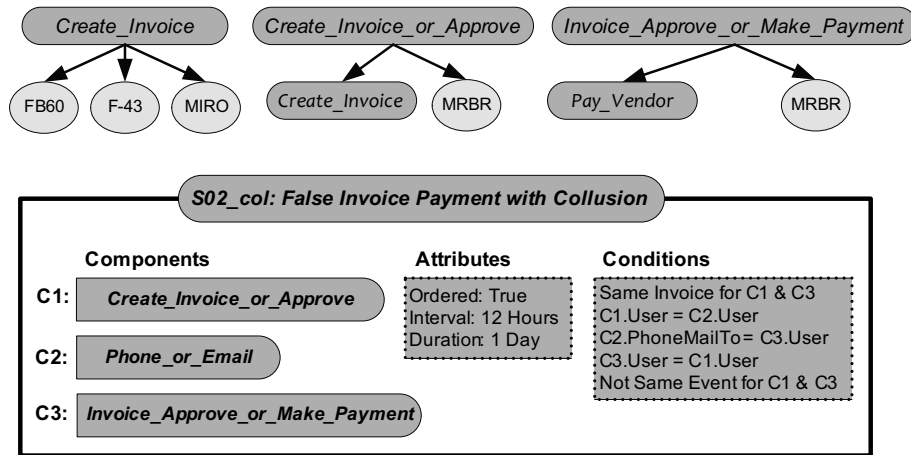 Create_Invoice
Create_Invoice_or_Approve
Invoice_Approve_or_Make_Payment
FB60
F-43
MIRO
Create_Invoice
MRBR
Pay_Vendor
MRBR
S02_col: False Invoice Payment with Collusion
Components
C1: Create_Invoice_or_Approve
C2: Phone_or_Email
C3: Invoice_Approve_or_Make_Payment
Attributes
Ordered: True
Interval: 12 Hours
Duration: 1 Day
Conditions
Same Invoice for C1 & C3
C1.User = C2.User
C2.PhoneMailTo= C3.User
C3.User = C1.User
Not Same Event for C1 & C3